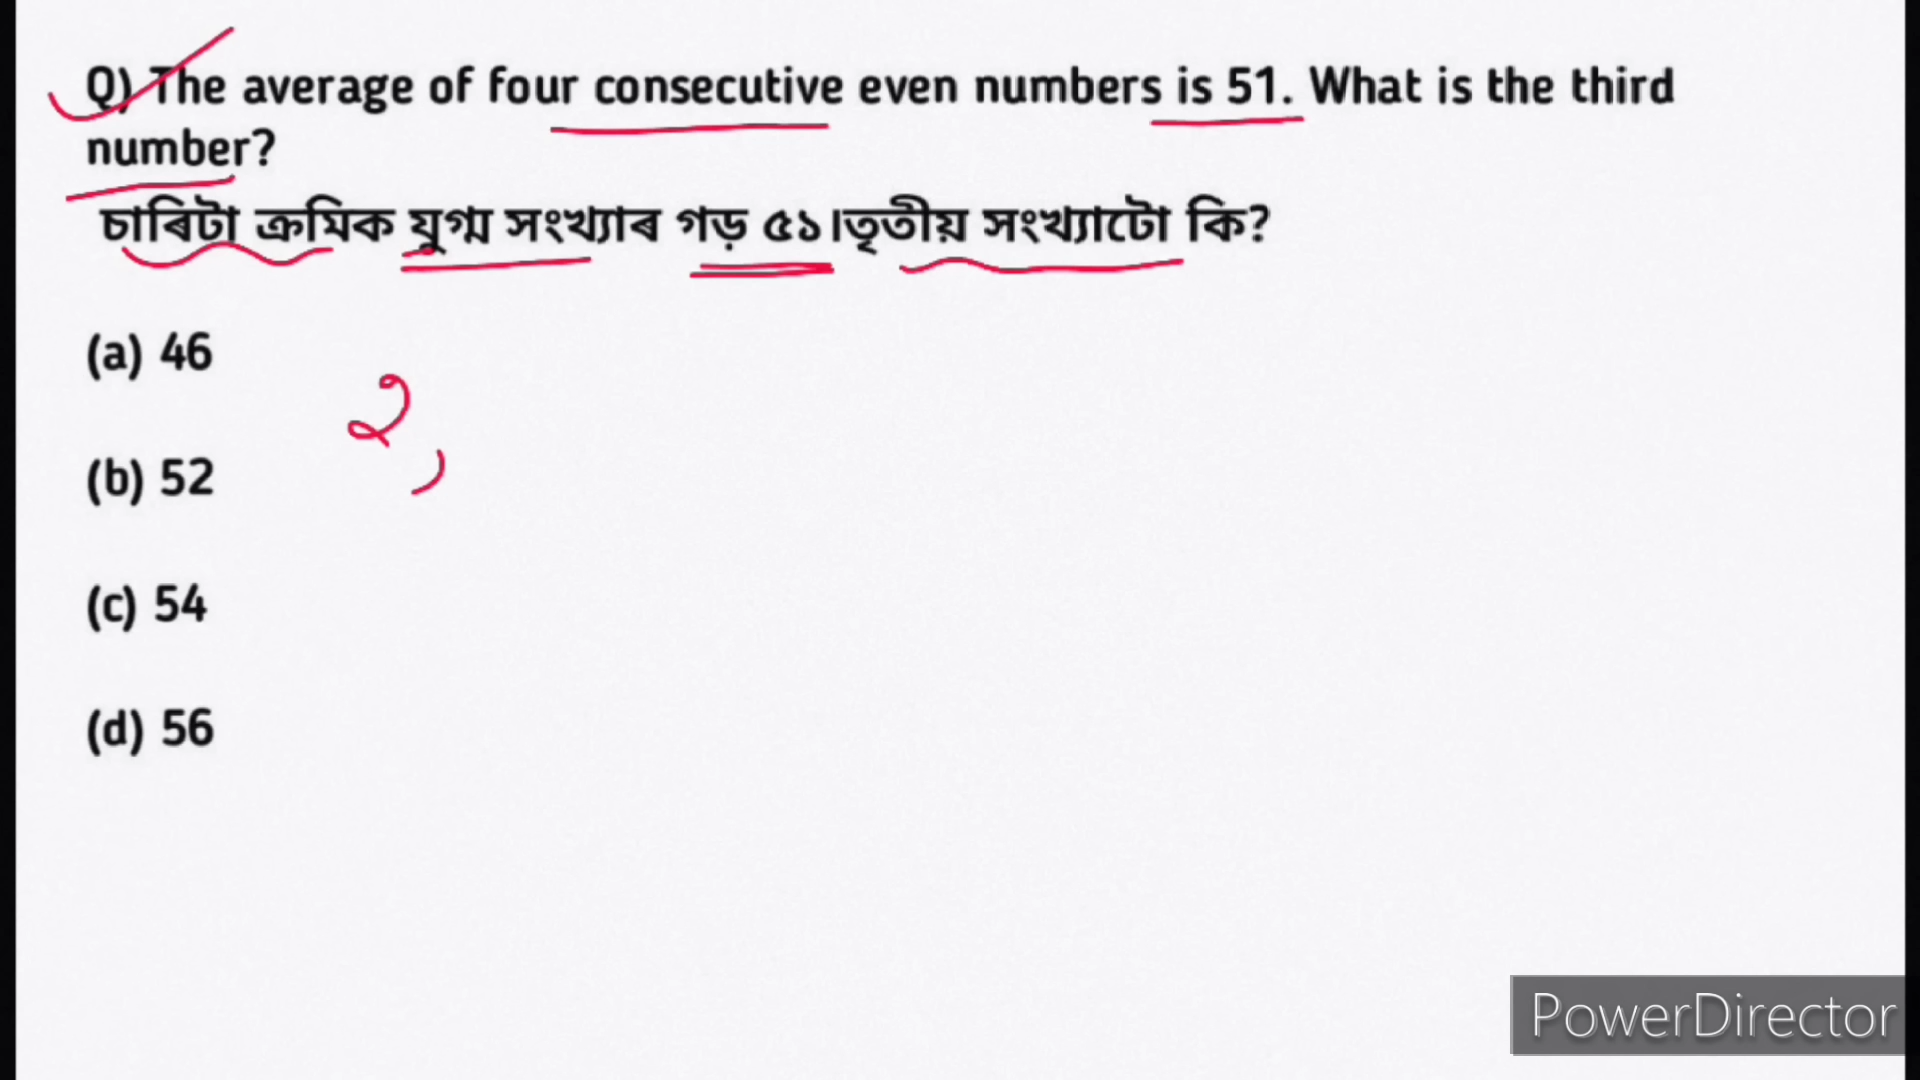 Q) The average of four consecutive even numbers is 51. What is the third
number?
চাৰিটা ক্ৰমিক যুগ্ম সংখ্যাৰ গড় ৫১।তৃতীয় সংখ্যাটো কি?
(a) 46
২,
(b) 52
(c) 54
(d) 56
PowerDirector